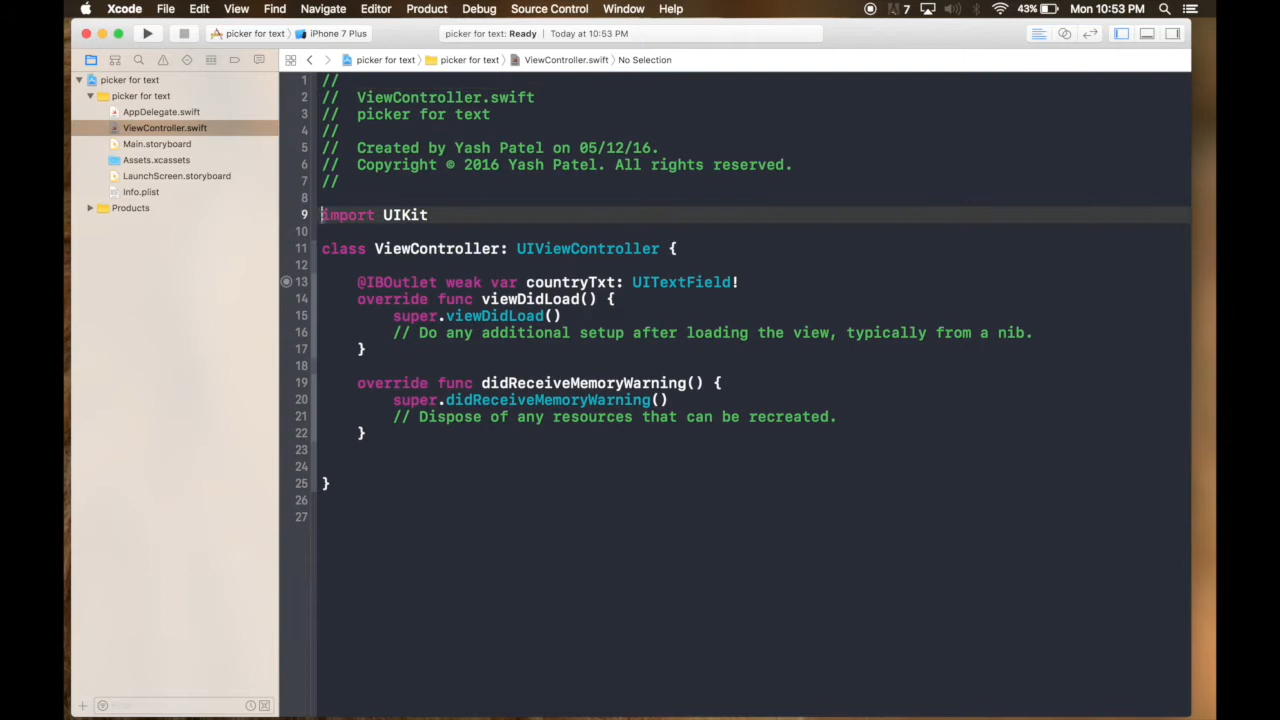 Xcode File Edit View Find Navigate Editor Product Debug Source Control Window Help 7 43% Mon 10:53 PM
picker for text iPhone 7 Plus picker for text: Ready Today at 10:53 PM
picker for text picker for text ViewController.swift No Selection
picker for text
picker for text
AppDelegate.swift
ViewController.swift
Main.storyboard
Assets.xcassets
LaunchScreen.storyboard
Info.plist
Products
1 //
2 // ViewController.swift
3 // picker for text
4 //
5 // Created by Yash Patel on 05/12/16.
6 // Copyright © 2016 Yash Patel. All rights reserved.
7 //
8
9 import UIKit
10
11 class ViewController: UIViewController {
12
13 @IBOutlet weak var countryTxt: UITextField!
14 override func viewDidLoad() {
15 super.viewDidLoad()
16 // Do any additional setup after loading the view, typically from a nib.
17 }
18
19 override func didReceiveMemoryWarning() {
20 super.didReceiveMemoryWarning()
21 // Dispose of any resources that can be recreated.
22 }
23
24
25 }
26
27